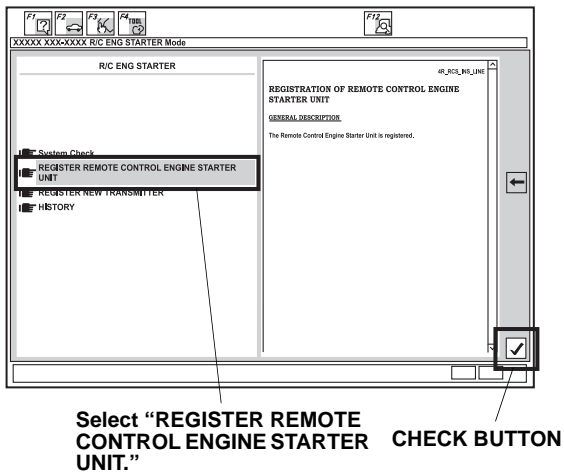 F1 F2 F3 F4 TOOL F12
XXXXX XXX-XXXX R/C ENG STARTER Mode
R/C ENG STARTER
System Check
REGISTER REMOTE CONTROL ENGINE STARTER
UNIT
REGISTER NEW TRANSMITTER
HISTORY
4R_RCS_INS_LINE
REGISTRATION OF REMOTE CONTROL ENGINE
STARTER UNIT
GENERAL DESCRIPTION
The Remote Control Engine Starter Unit is registered.
Select “REGISTER REMOTE
CONTROL ENGINE STARTER
UNIT.”
CHECK BUTTON